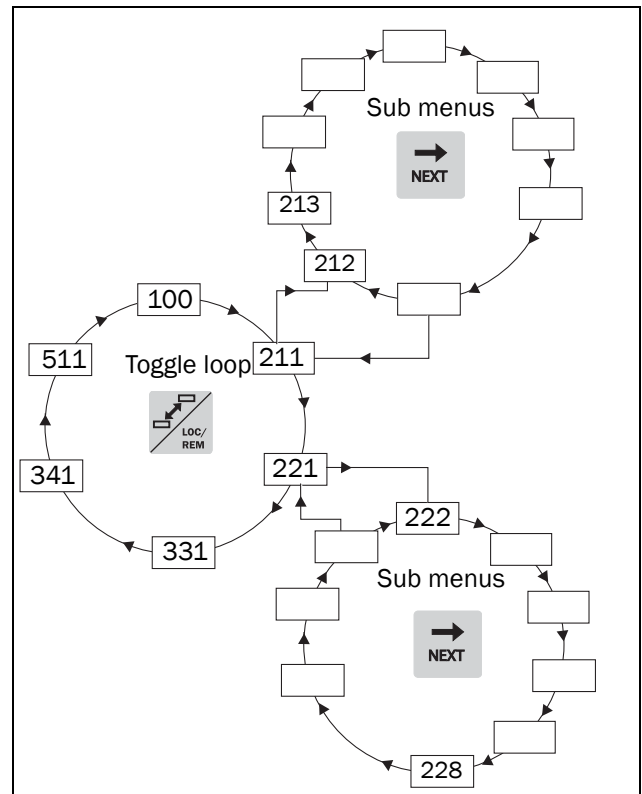 Sub menus
NEXT
213
212
100
511
Toggle loop
211
LOC/
REM
341
221
222
331
Sub menus
NEXT
228